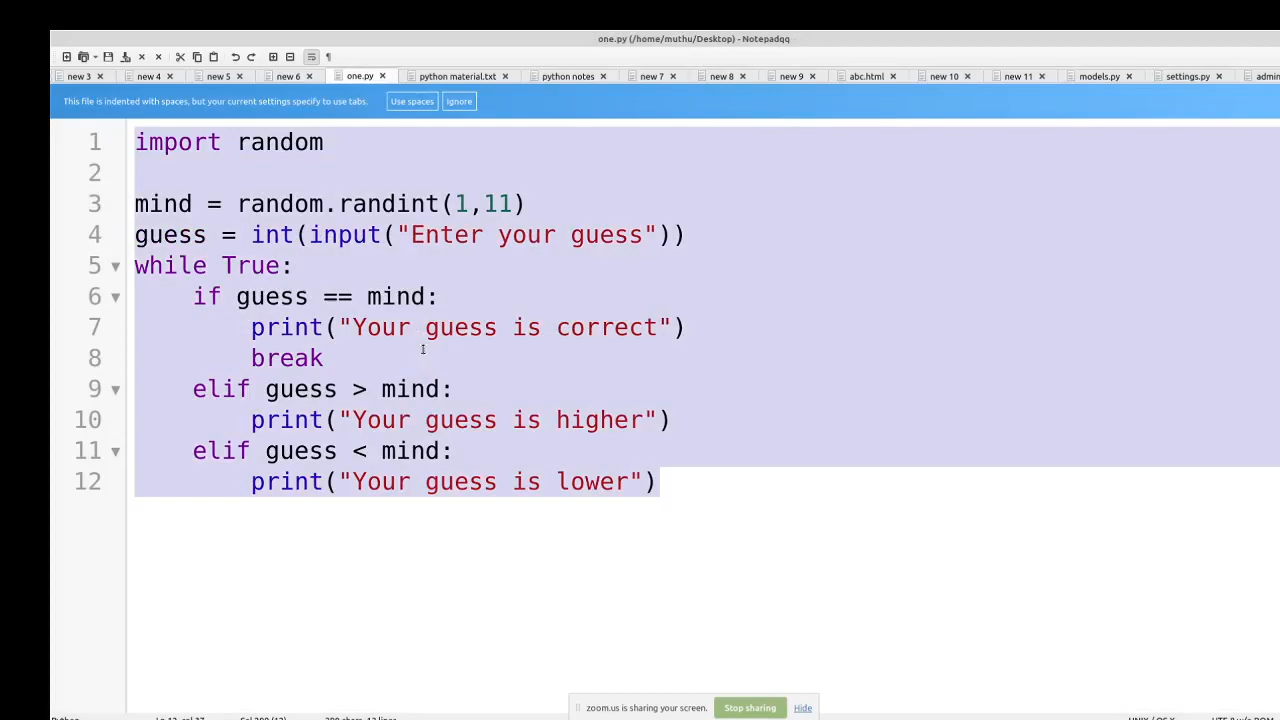 one.py (/home/muthu/Desktop) - Notepadqq
new 3 new 4 new 5 new 6 one.py python material.txt python notes new 7 new 8 new 9 abc.html new 10 new 11 models.py settings.py admin
This file is indented with spaces, but your current settings specify to use tabs. Use spaces Ignore
1 import random
2
3 mind = random.randint(1,11)
4 guess = int(input("Enter your guess"))
5 while True:
6     if guess == mind:
7         print("Your guess is correct")
8         break
9     elif guess > mind:
10         print("Your guess is higher")
11     elif guess < mind:
12         print("Your guess is lower")
zoom.us is sharing your screen. Stop sharing Hide